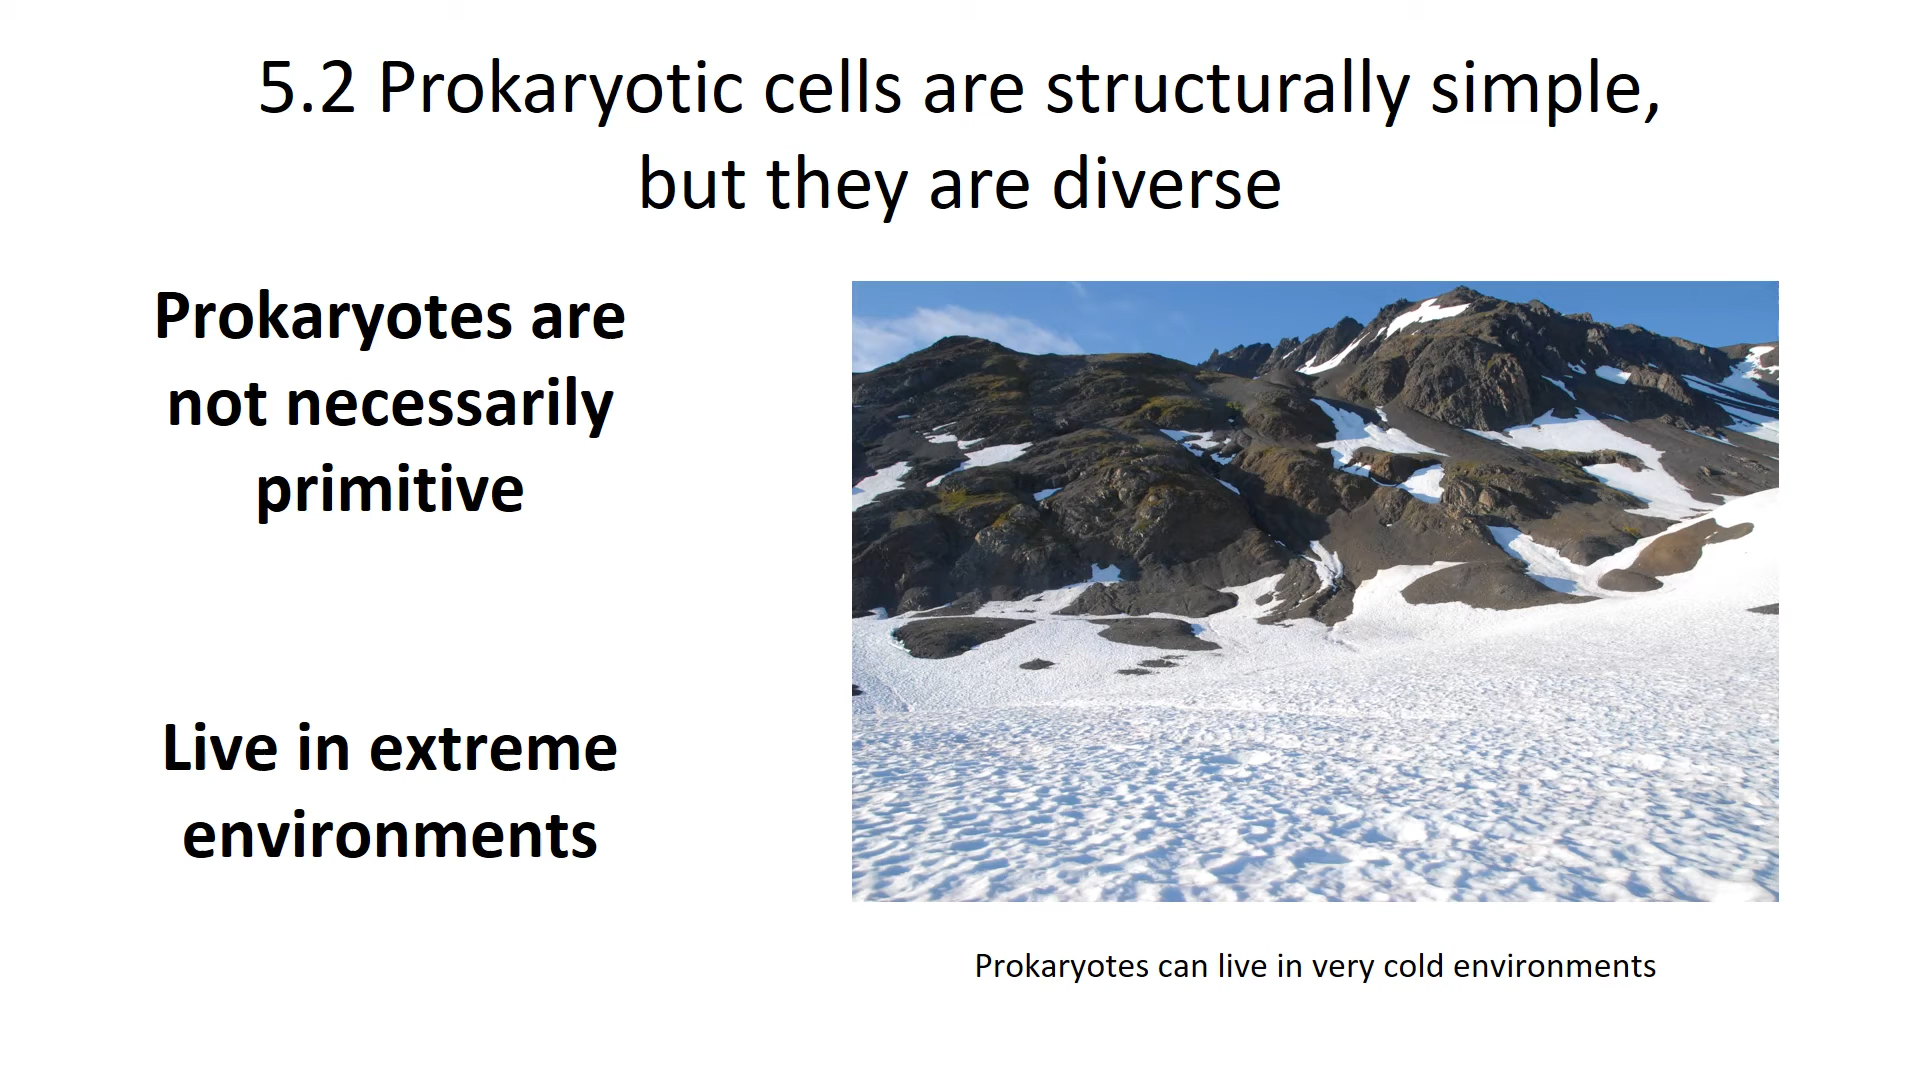 5.2 Prokaryotic cells are structurally simple,
but they are diverse
Prokaryotes are
not necessarily
primitive
Live in extreme
environments
Prokaryotes can live in very cold environments